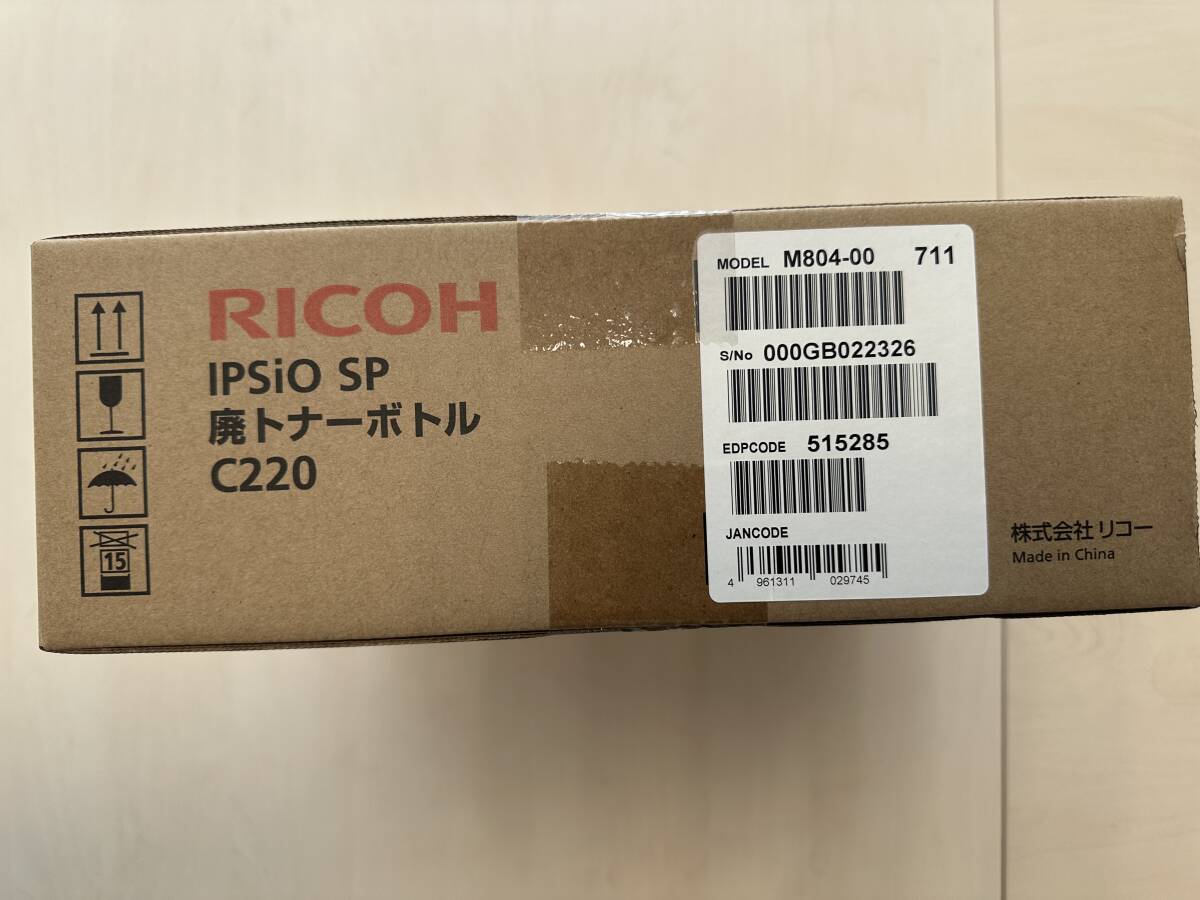 RICOH
IPSiO SP
廃トナーボトル
C220
15
MODEL M804-00 711
S/No 000GB022326
EDPCODE 515285
JANCODE
4 961311 029745
株式会社リコー
Made in China